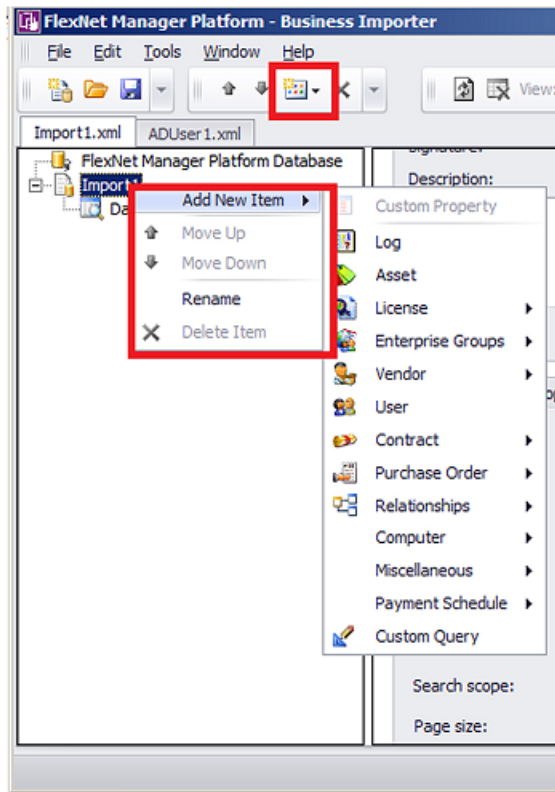 FlexNet Manager Platform - Business Importer
File Edit Tools Window Help
View:
Import1.xml ADUser1.xml
FlexNet Manager Platform Database
Description:
Import1
Add New Item
Custom Property
Move Up
Log
Move Down
Asset
Rename
License
Delete Item
Enterprise Groups
Vendor
User
Contract
Purchase Order
Relationships
Computer
Miscellaneous
Payment Schedule
Custom Query
Search scope:
Page size: